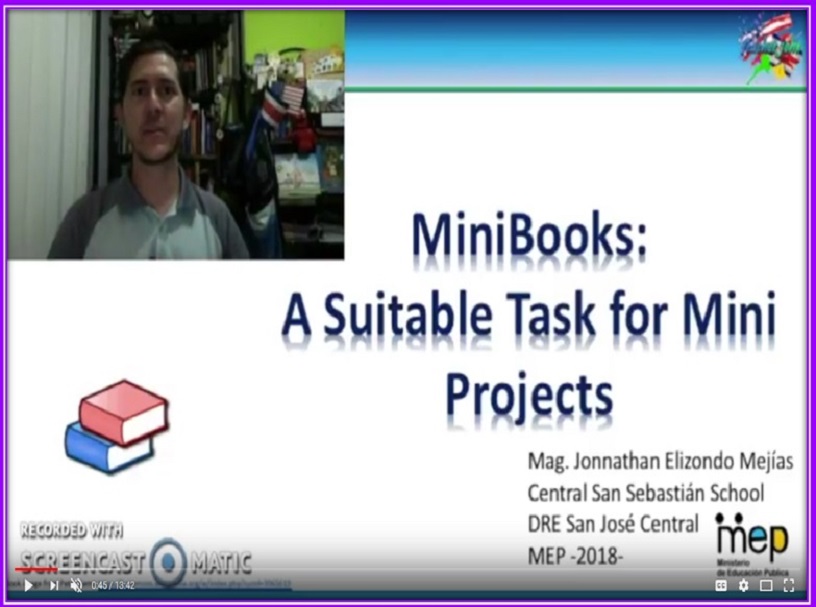 MiniBooks:
A Suitable Task for Mini
Projects
Mag. Jonnathan Elizondo Mejías
Central San Sebastián School
DRE San José Central
MEP -2018-
mep
Ministerio
de Educación Pública
RECORDED WITH
SCREENCAST MATIC
0:45 / 13:42
CC